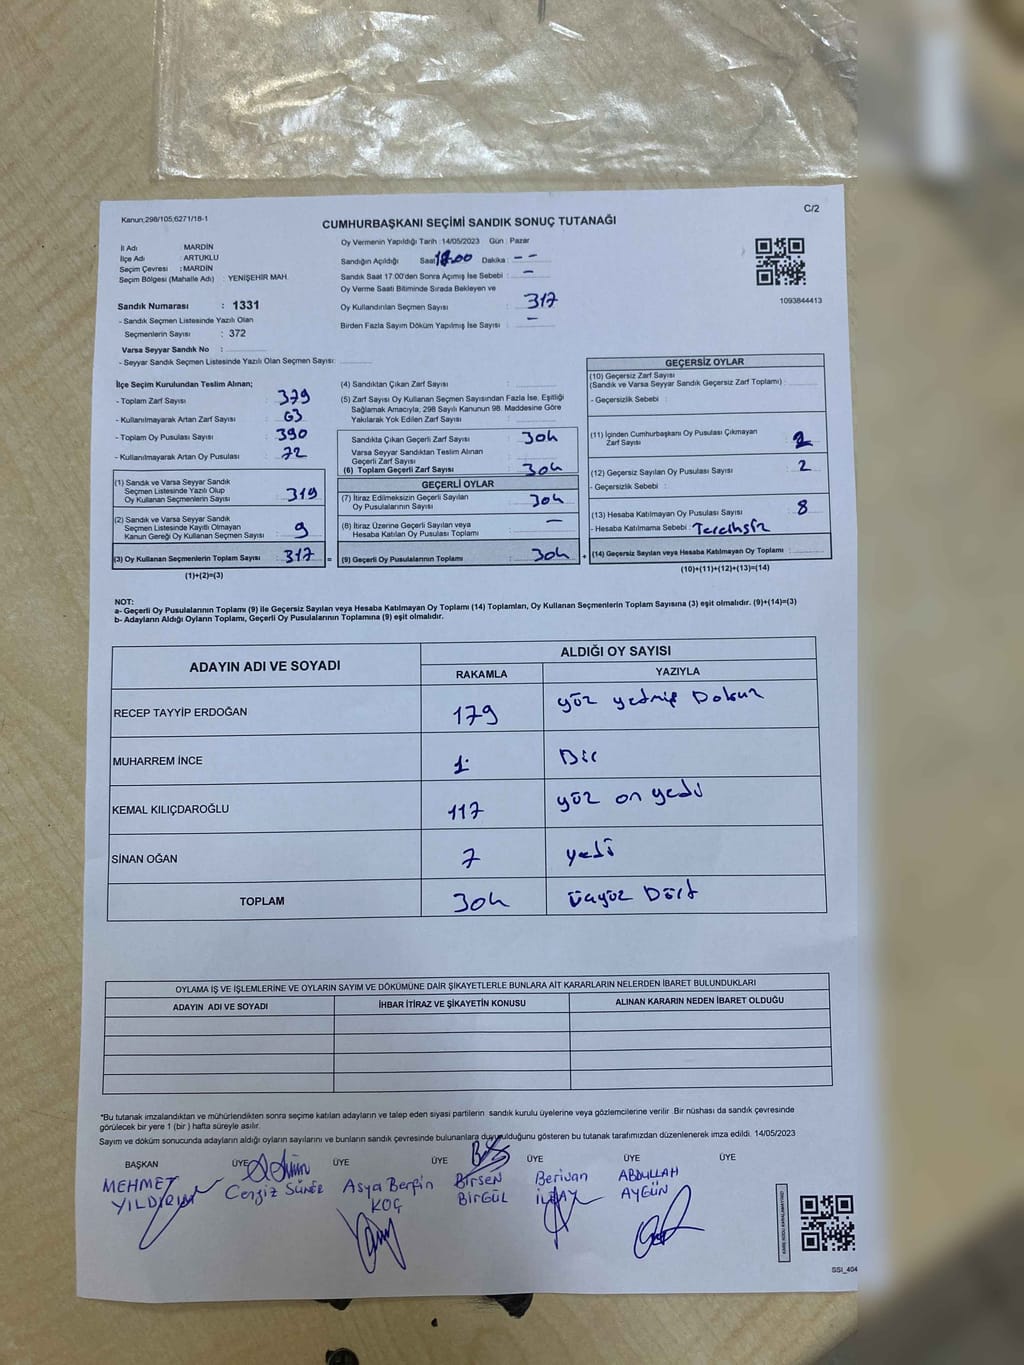 Kanun;298/105;6271/18-1
C/2
CUMHURBAŞKANI SEÇİMİ SANDIK SONUÇ TUTANAĞI
İl Adı MARDİN
İlçe Adı : ARTUKLU
Seçim Çevresi : MARDİN
Seçim Bölgesi (Mahalle Adı) : YENİŞEHİR MAH.
Oy Vermenin Yapıldığı Tarih : 14/05/2023 Gün : Pazar
Sandığın Açıldığı Saat Dakika : - -
Sandık Saat 17.00'den Sonra Açılmış İse Sebebi : -
Oy Verme Saati Bitiminde Sırada Bekleyen ve
Oy Kullandırılan Seçmen Sayısı : 317
Birden Fazla Sayım Döküm Yapılmış İse Sayısı : -
1093844413
Sandık Numarası : 1331
- Sandık Seçmen Listesinde Yazılı Olan
Seçmenlerin Sayısı : 372
Varsa Seyyar Sandık No :
- Seyyar Sandık Seçmen Listesinde Yazılı Olan Seçmen Sayısı:
İlçe Seçim Kurulundan Teslim Alınan;
- Toplam Zarf Sayısı : 379
- Kullanılmayarak Artan Zarf Sayısı : 63
- Toplam Oy Pusulası Sayısı : 390
- Kullanılmayarak Artan Oy Pusulası : 72
(1) Sandık ve Varsa Seyyar Sandık
Seçmen Listesinde Yazılı Olup
Oy Kullanan Seçmenlerin Sayısı : 319
(2) Sandık ve Varsa Seyyar Sandık
Seçmen Listesinde Kayıtlı Olmayan
Kanun Gereği Oy Kullanan Seçmen Sayısı : 9
(3) Oy Kullanan Seçmenlerin Toplam Sayısı : 317
(1)+(2)=(3)
(4) Sandıktan Çıkan Zarf Sayısı :
(5) Zarf Sayısı Oy Kullanan Seçmen Sayısından Fazla İse, Eşitliği
Sağlamak Amacıyla, 298 Sayılı Kanunun 98. Maddesine Göre
Yakılarak Yok Edilen Zarf Sayısı :
Sandıkta Çıkan Geçerli Zarf Sayısı : 304
Varsa Seyyar Sandıktan Teslim Alınan
Geçerli Zarf Sayısı :
(6) Toplam Geçerli Zarf Sayısı : 304
GEÇERLİ OYLAR
(7) İtiraz Edilmeksizin Geçerli Sayılan
Oy Pusulasının Sayısı : 304
(8) İtiraz Üzerine Geçerli Sayılan veya
Hesaba Katılan Oy Pusulası Toplamı : -
= (9) Geçerli Oy Pusulalarının Toplamı : 304
GEÇERSİZ OYLAR
(10) Geçersiz Zarf Sayısı
(Sandık ve Varsa Seyyar Sandık Geçersiz Zarf Toplamı) :
- Geçersizlik Sebebi :
(11) İçinden Cumhurbaşkanı Oy Pusulası Çıkmayan
Zarf Sayısı :
(12) Geçersiz Sayılan Oy Pusulası Sayısı : 2
- Geçersizlik Sebebi :
(13) Hesaba Katılmayan Oy Pusulası Sayısı : 8
- Hesaba Katılmama Sebebi : Tercihsiz
+ (14) Geçersiz Sayılan veya Hesaba Katılmayan Oy Toplamı :
(10)+(11)+(12)+(13)=(14)
NOT:
a- Geçerli Oy Pusulalarının Toplamı (9) ile Geçersiz Sayılan veya Hesaba Katılmayan Oy Toplamı (14) Toplamları, Oy Kullanan Seçmenlerin Toplam Sayısına (3) eşit olmalıdır. (9)+(14)=(3)
b- Adayların Aldığı Oyların Toplamı, Geçerli Oy Pusulalarının Toplamına (9) eşit olmalıdır.
ADAYIN ADI VE SOYADI ALDIĞI OY SAYISI
RAKAMLA YAZIYLA
RECEP TAYYİP ERDOĞAN 179 yüz yetmiş Dokuz
MUHARREM İNCE 1 Bir
KEMAL KILIÇDAROĞLU 117 yüz on yedi
SİNAN OĞAN 7 yedi
TOPLAM 304 üçyüz Dört
OYLAMA İŞ VE İŞLEMLERİNE VE OYLARIN SAYIM VE DÖKÜMÜNE DAİR ŞİKAYETLERLE BUNLARA AİT KARARLARIN NELERDEN İBARET BULUNDUKLARI
ADAYIN ADI VE SOYADI İHBAR İTİRAZ VE ŞİKAYETİN KONUSU ALINAN KARARIN NEDEN İBARET OLDUĞU
*Bu tutanak imzalandıktan ve mühürlendikten sonra seçime katılan adayların ve talep eden siyasi partilerin sandık kurulu üyelerine veya gözlemcilerine verilir .Bir nüshası da sandık çevresinde
görülecek bir yere 1 (bir ) hafta süreyle asılır.
Sayım ve döküm sonucunda adayların aldığı oyların sayılarını ve bunların sandık çevresinde bulunanlara duyurulduğunu gösteren bu tutanak tarafımızdan düzenlenerek imza edildi. 14/05/2023
BAŞKAN ÜYE ÜYE ÜYE ÜYE ÜYE ÜYE
MEHMET YILDIRIM
Cengiz
Asya Berfin KOÇ
BİRSEN BİRGÜL
Berivan
ABDULLAH AYGÜN
SSI_404